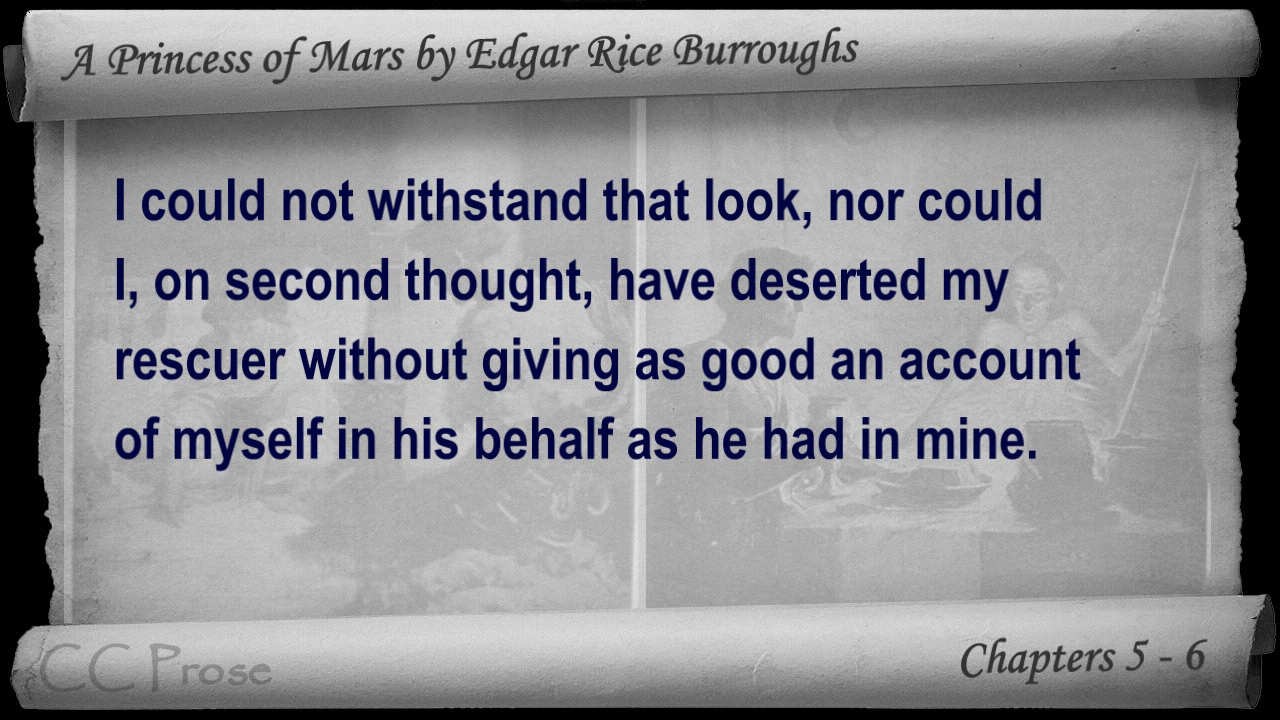 A Princess of Mars by Edgar Rice Burroughs
I could not withstand that look, nor could
I, on second thought, have deserted my
rescuer without giving as good an account
of myself in his behalf as he had in mine.
CC Prose
Chapters 5 - 6